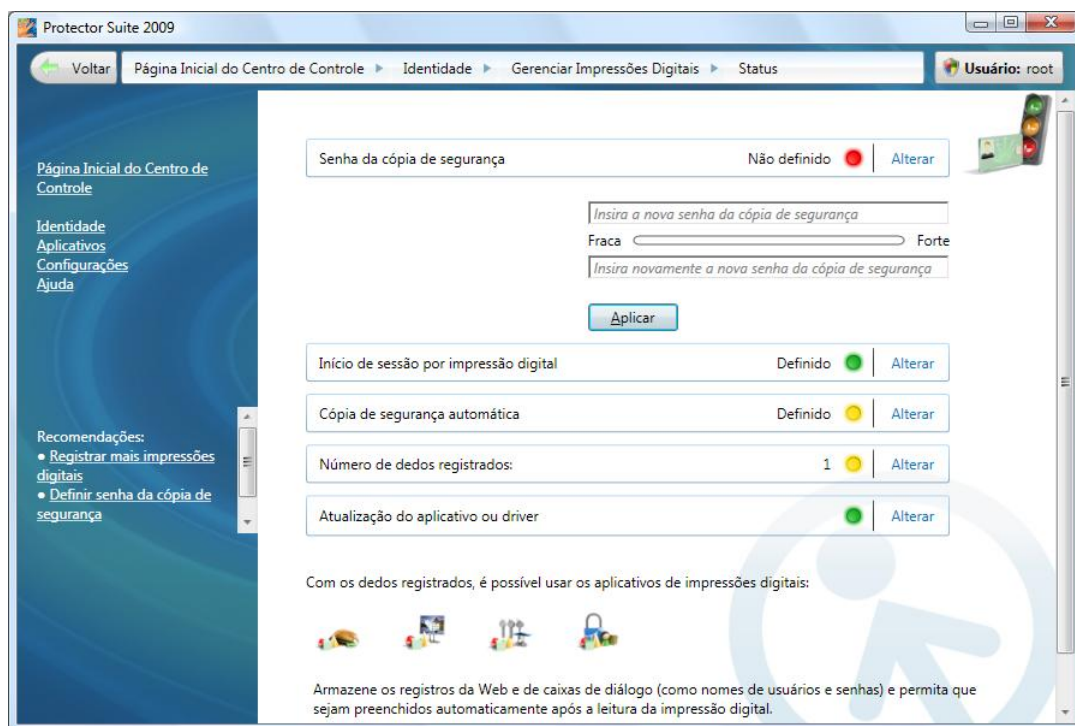 Protector Suite 2009
Voltar
Página Inicial do Centro de Controle
Identidade
Gerenciar Impressões Digitais
Status
Usuário: root
Página Inicial do Centro de
Controle
Identidade
Aplicativos
Configurações
Ajuda
Recomendações:
● Registrar mais impressões
digitais
● Definir senha da cópia de
segurança
Senha da cópia de segurança Não definido Alterar
Insira a nova senha da cópia de segurança
Fraca Forte
Insira novamente a nova senha da cópia de segurança
Aplicar
Início de sessão por impressão digital Definido Alterar
Cópia de segurança automática Definido Alterar
Número de dedos registrados: 1 Alterar
Atualização do aplicativo ou driver Alterar
Com os dedos registrados, é possível usar os aplicativos de impressões digitais:
Armazene os registros da Web e de caixas de diálogo (como nomes de usuários e senhas) e permita que
sejam preenchidos automaticamente após a leitura da impressão digital.